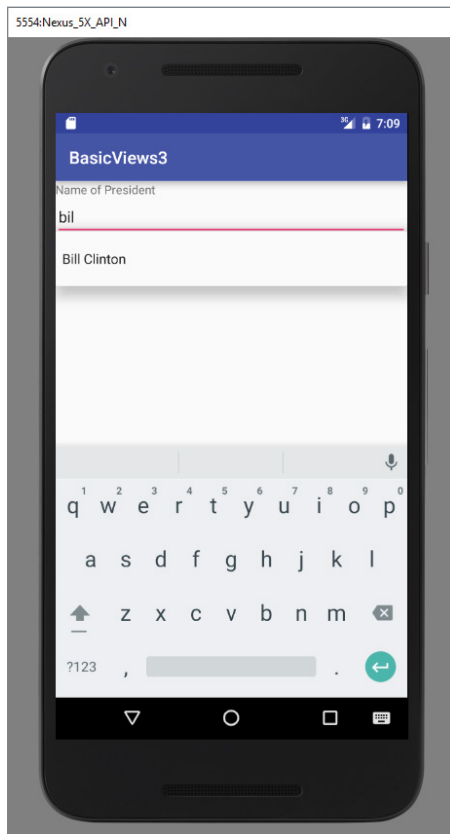 5554:Nexus_5X_API_N
3G 7:09
BasicViews3
Name of President
bil
Bill Clinton
1 2 3 4 5 6 7 8 9 0
q w e r t y u i o p
a s d f g h j k l
z x c v b n m
?123 , .